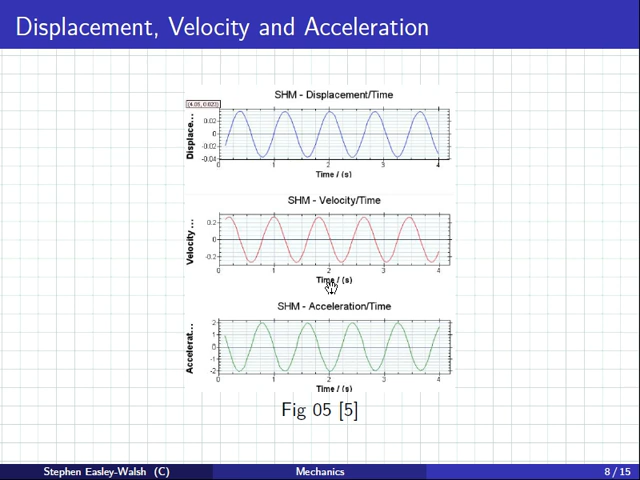 Displacement, Velocity and Acceleration
SHM - Displacement/Time
(4.05, 0.023)
Displace...
0.02
0
-0.02
-0.04
0 1 2 3 4
Time / (s)
SHM - Velocity/Time
Velocity ...
0.2
0
-0.2
0 1 2 3 4
Time / (s)
SHM - Acceleration/Time
Accelerat...
2
1
0
-1
-2
0 1 2 3 4
Time / (s)
Fig 05 [5]
Stephen Easley-Walsh (C) Mechanics 8 / 15